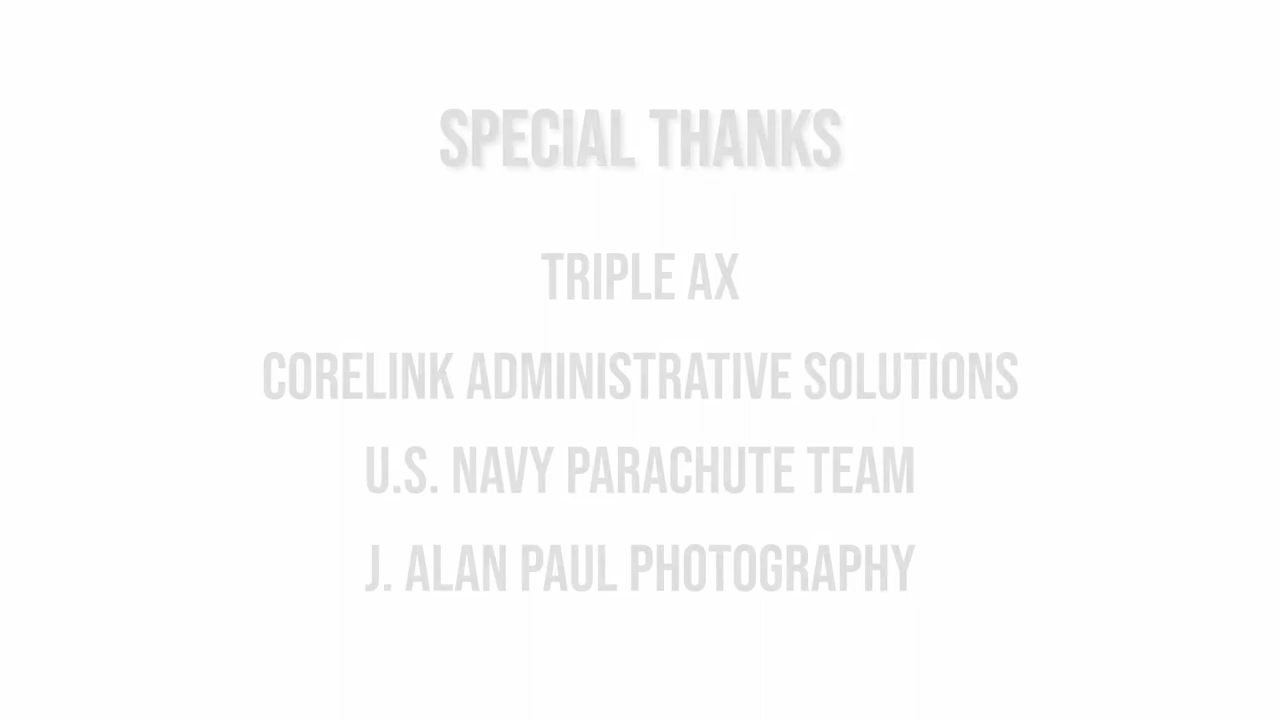 SPECIAL THANKS
TRIPLE AX
CORELINK ADMINISTRATIVE SOLUTIONS
U.S. NAVY PARACHUTE TEAM
J. ALAN PAUL PHOTOGRAPHY